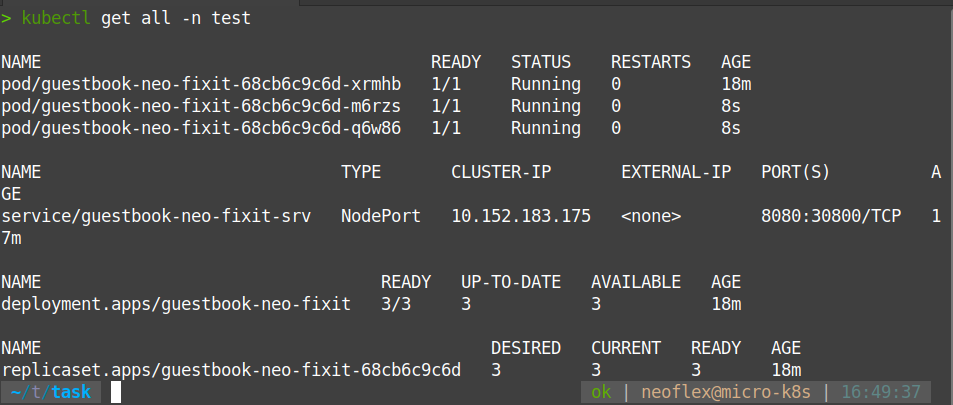 > kubectl get all -n test
NAME READY STATUS RESTARTS AGE
pod/guestbook-neo-fixit-68cb6c9c6d-xrmhb 1/1 Running 0 18m
pod/guestbook-neo-fixit-68cb6c9c6d-m6rzs 1/1 Running 0 8s
pod/guestbook-neo-fixit-68cb6c9c6d-q6w86 1/1 Running 0 8s
NAME TYPE CLUSTER-IP EXTERNAL-IP PORT(S) A
GE
service/guestbook-neo-fixit-srv NodePort 10.152.183.175 <none> 8080:30800/TCP 1
7m
NAME READY UP-TO-DATE AVAILABLE AGE
deployment.apps/guestbook-neo-fixit 3/3 3 3 18m
NAME DESIRED CURRENT READY AGE
replicaset.apps/guestbook-neo-fixit-68cb6c9c6d 3 3 3 18m
~/t/task ok | neoflex@micro-k8s | 16:49:37